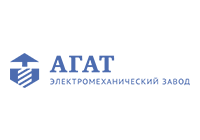 АГАТ
ЭЛЕКТРОМЕХАНИЧЕСКИЙ ЗАВОД